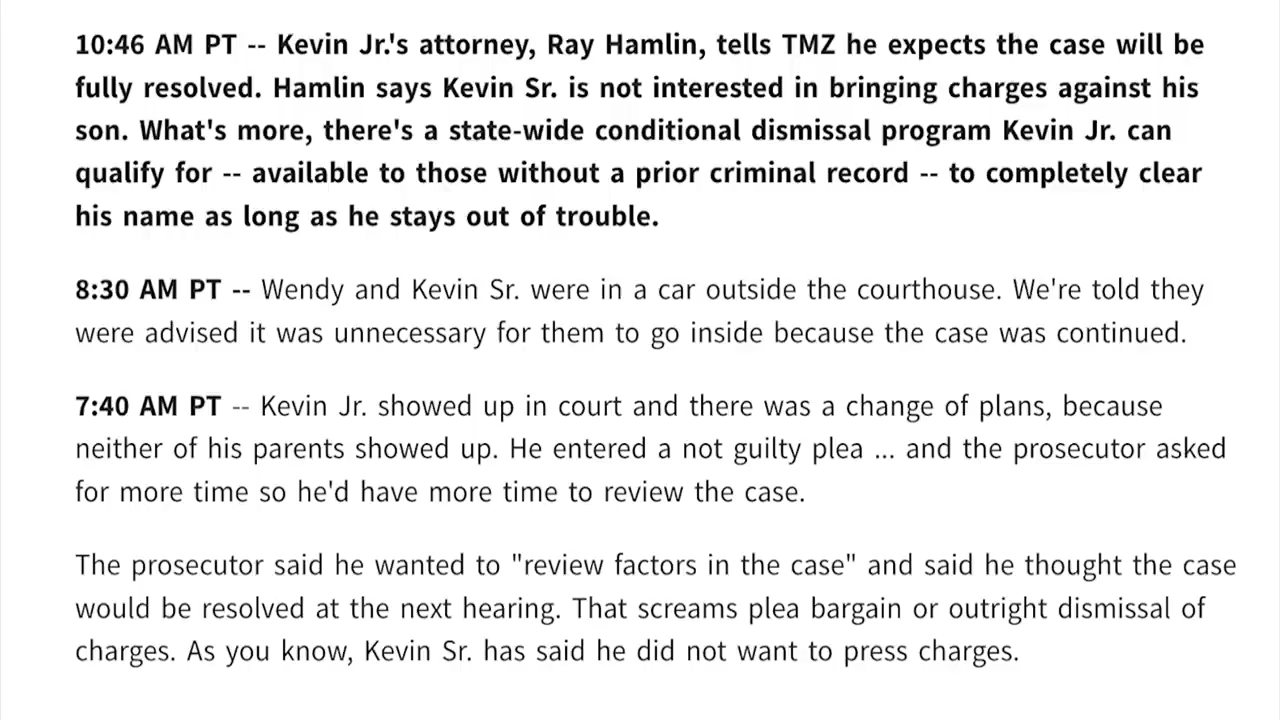 10:46 AM PT -- Kevin Jr.'s attorney, Ray Hamlin, tells TMZ he expects the case will be
fully resolved. Hamlin says Kevin Sr. is not interested in bringing charges against his
son. What's more, there's a state-wide conditional dismissal program Kevin Jr. can
qualify for -- available to those without a prior criminal record -- to completely clear
his name as long as he stays out of trouble.
8:30 AM PT -- Wendy and Kevin Sr. were in a car outside the courthouse. We're told they
were advised it was unnecessary for them to go inside because the case was continued.
7:40 AM PT -- Kevin Jr. showed up in court and there was a change of plans, because
neither of his parents showed up. He entered a not guilty plea ... and the prosecutor asked
for more time so he'd have more time to review the case.
The prosecutor said he wanted to "review factors in the case" and said he thought the case
would be resolved at the next hearing. That screams plea bargain or outright dismissal of
charges. As you know, Kevin Sr. has said he did not want to press charges.